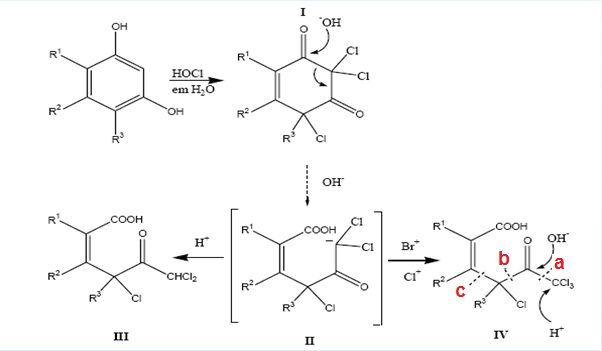 I
OH
R1
R2
OH
R3
HOCl
em H2O
O
-OH
R1
Cl
Cl
R2
O
R3
Cl
OH-
R1
COOH
O
R2
CHCl2
R3
Cl
III
H+
R1
COOH
-
Cl
Cl
R2
O
R3
Cl
II
Br+
Cl+
R1
COOH
O
OH-
a
b
R2
c
CCl3
R3
Cl
H+
IV